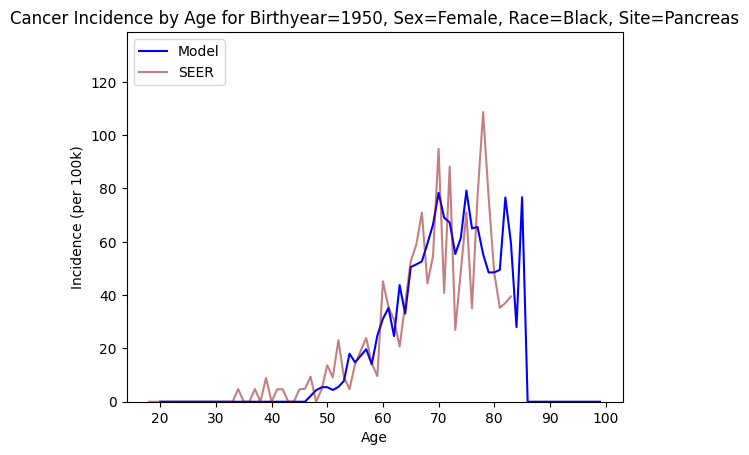 Cancer Incidence by Age for Birthyear=1950, Sex=Female, Race=Black, Site=Pancreas
Model
SEER
Incidence (per 100k)
120
100
80
60
40
20
0
20 30 40 50 60 70 80 90 100
Age